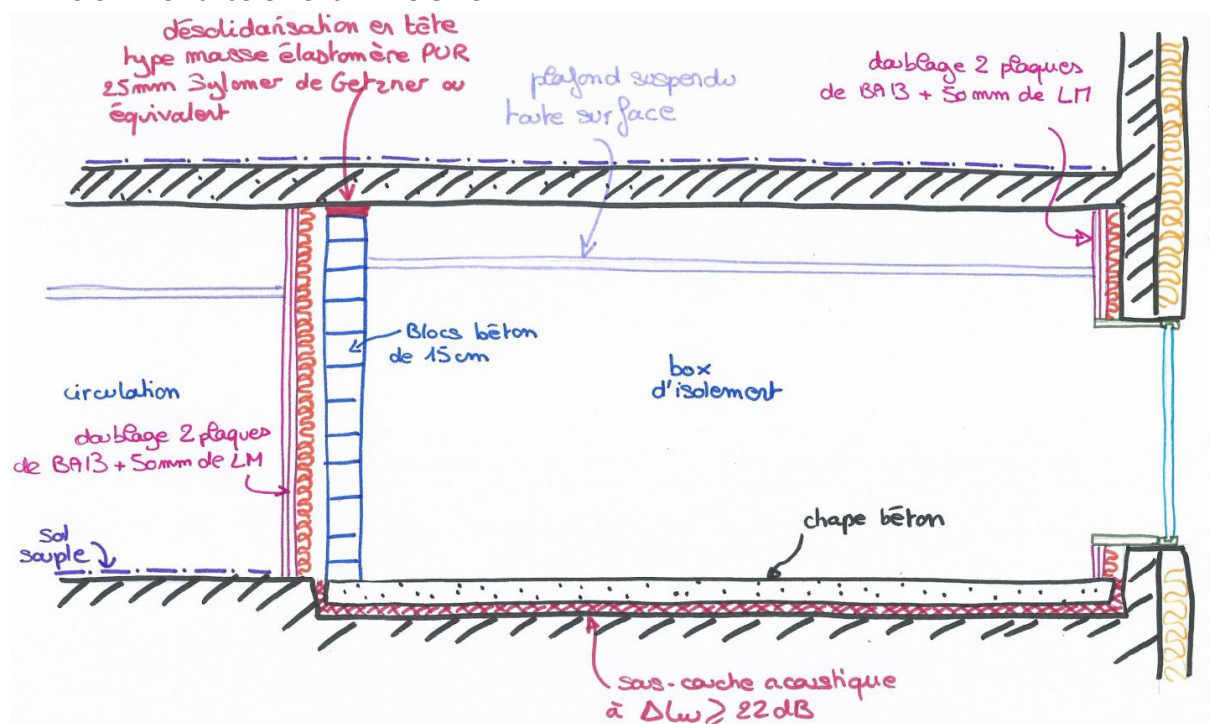 désolidarisation en tête
type masse élastomère PUR
25mm Sylomer de Getzner ou
équivalent
plafond suspendu
toute surface
doublage 2 plaques
de BA13 + 50mm de LM
Blocs béton
de 15cm
circulation
box
d'isolement
doublage 2 plaques
de BA13 + 50mm de LM
chape béton
sol
souple
sous-couche acoustique
à ΔLw ≥ 22dB